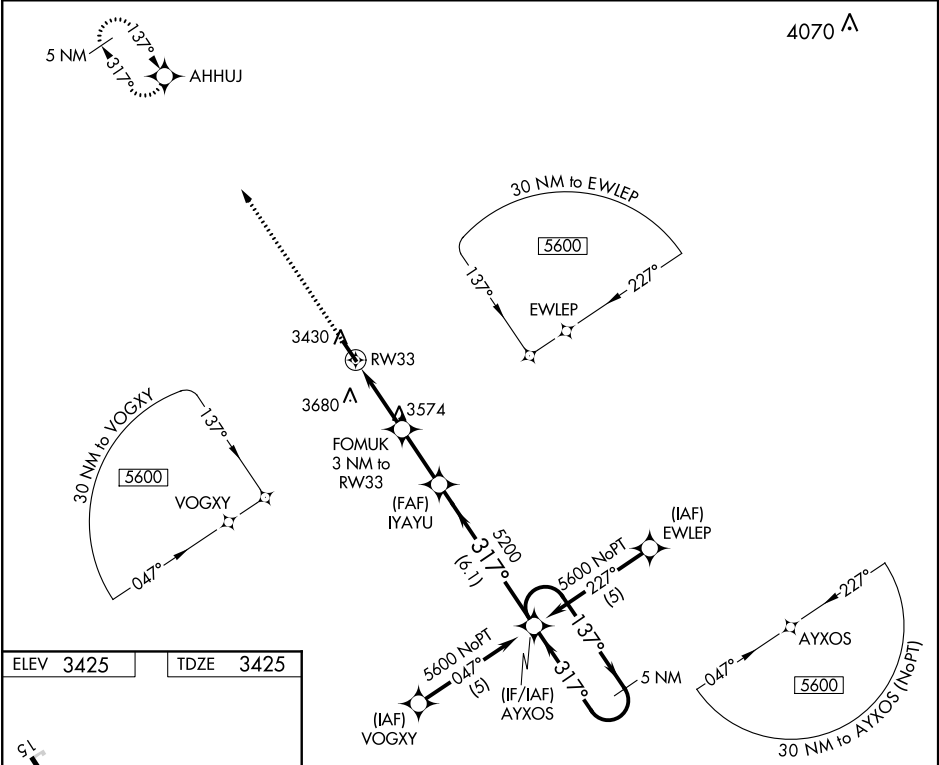 4070
137°
5 NM
317°
AHHUJ
30 NM to EWLEP
5600
137°
227°
EWLEP
3430
RW33
3680
3574
FOMUK
3 NM to
RW33
30 NM to VOGXY
137°
5600
VOGXY
047°
(FAF)
IYAYU
5200
317°
(6.1)
(IAF)
EWLEP
5600 NoPT
227°
(5)
137°
317°
5 NM
5600 NoPT
047°
(5)
(IF/IAF)
AYXOS
(IAF)
VOGXY
227°
AYXOS
047°
5600
30 NM to AYXOS (NoPT)
ELEV 3425
TDZE 3425
15